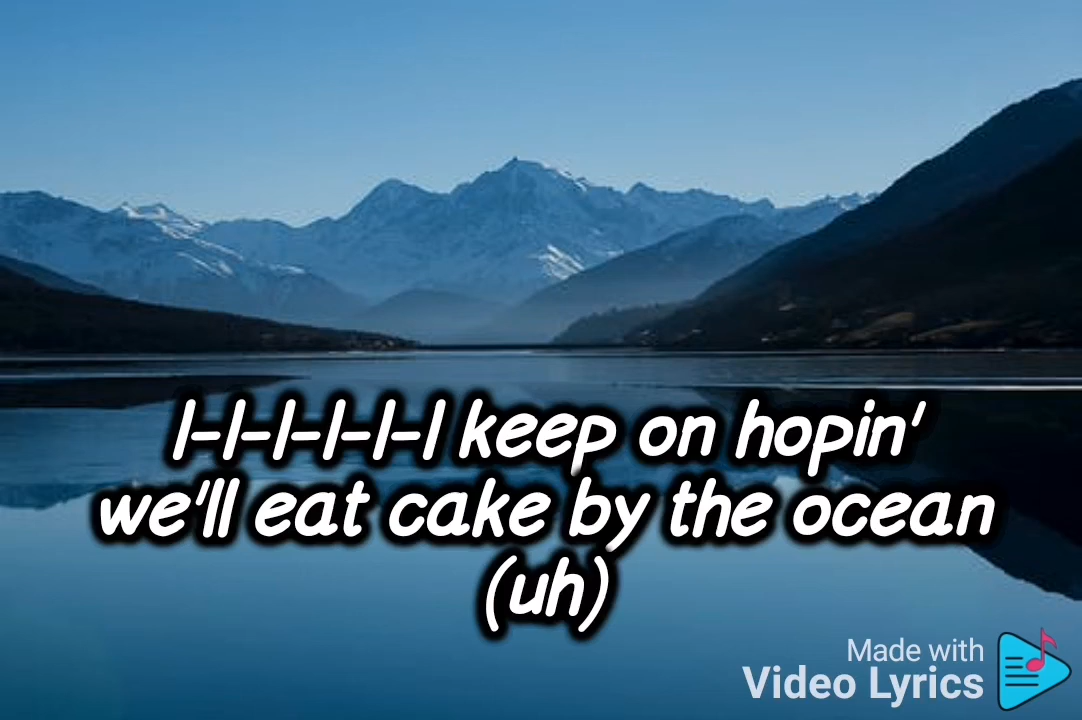 I-I-I-I-I-I keep on hopin'
we'll eat cake by the ocean
(uh)
Made with
Video Lyrics